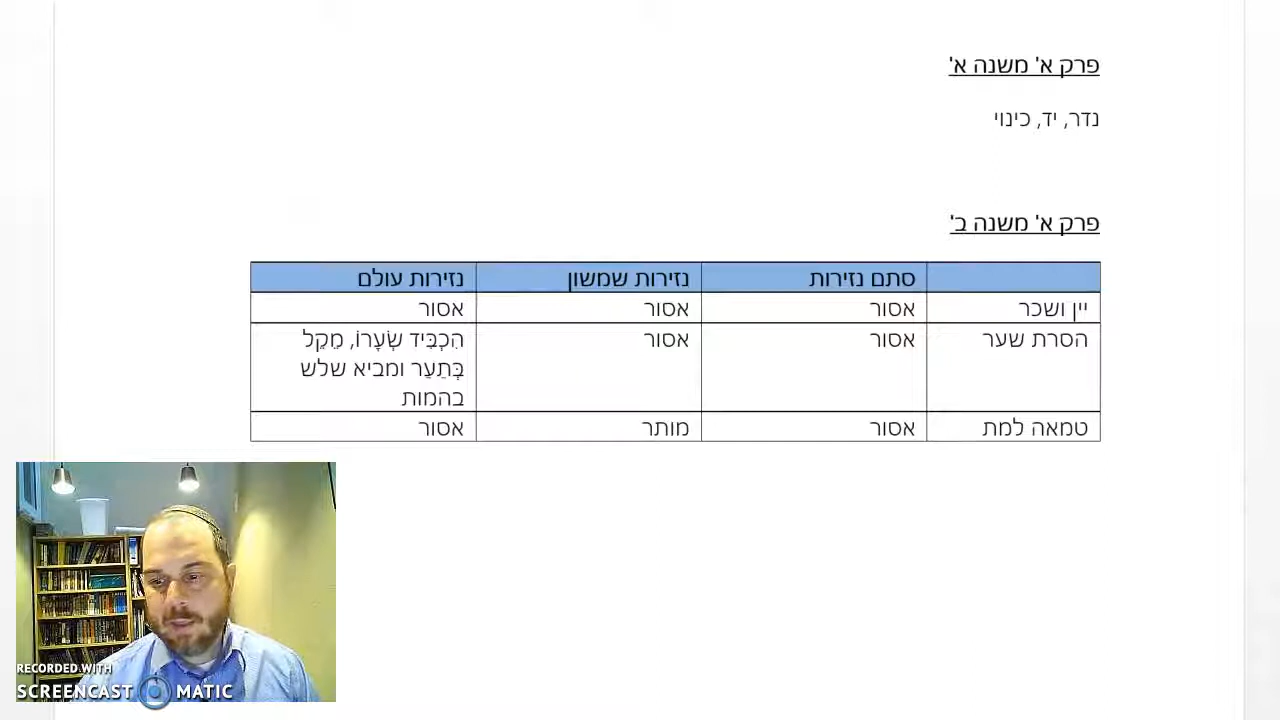 פרק א' משנה א'
נדר, יד, כינוי
פרק א' משנה ב'
סתם נזירות נזירות שמשון נזירות עולם
יין ושכר אסור אסור אסור
הסרת שער אסור אסור הִכְבִּיד שְׂעָרוֹ, מֵקֵל
בְּתַעַר ומביא שלש
בהמות
טמאה למת אסור מותר אסור
RECORDED WITH
SCREENCAST MATIC